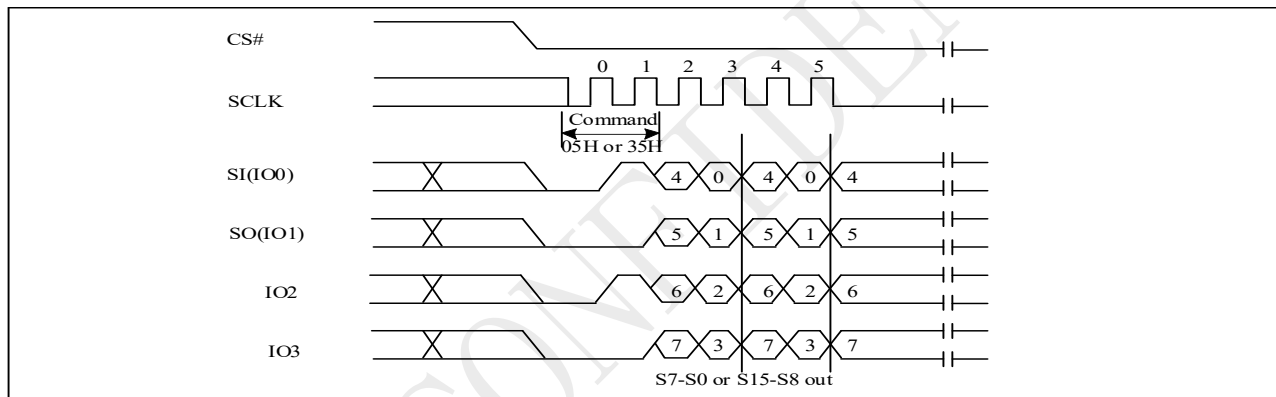 CS#
0 1 2 3 4 5
SCLK
Command
05H or 35H
SI(IO0) 4 0 4 0 4
SO(IO1) 5 1 5 1 5
IO2 6 2 6 2 6
IO3 7 3 7 3 7
S7-S0 or S15-S8 out